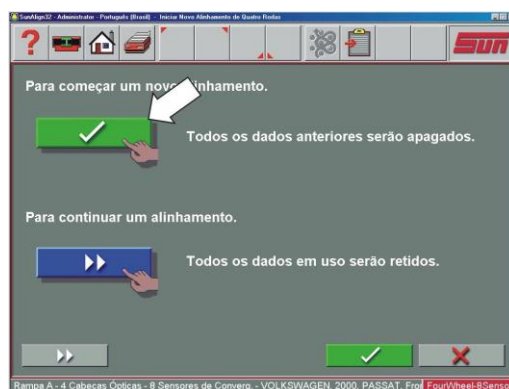 SunAlign32 - Administrator - Português (Brasil) - Iniciar Novo Alinhamento de Quatro Rodas
?
Sun
Para começar um novo alinhamento.
Todos os dados anteriores serão apagados.
Para continuar um alinhamento.
Todos os dados em uso serão retidos.
Rampa A - 4 Cabeças Ópticas - 8 Sensores de Converg. - VOLKSWAGEN, 2000, PASSAT, Fro FourWheel-8Senso